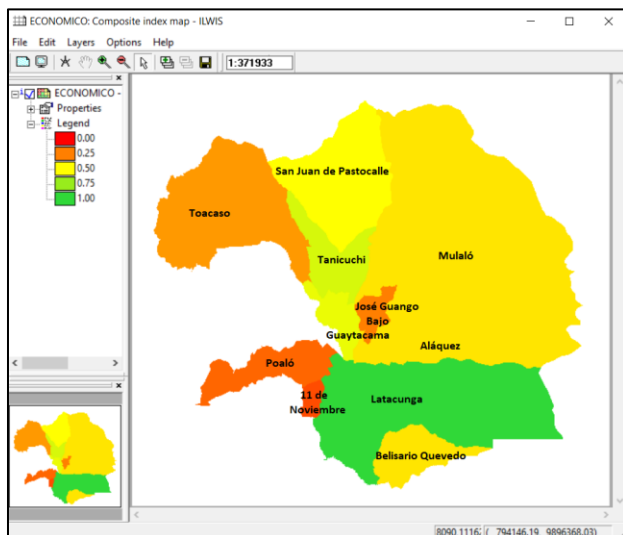 ECONOMICO: Composite index map - ILWIS
File Edit Layers Options Help
1:371933
ECONOMICO -
Properties
Legend
0.00
0.25
0.50
0.75
1.00
San Juan de Pastocalle
Toacaso
Mulaló
Tanicuchi
José Guango
Bajo
Guaytacama
Aláquez
Poaló
11 de
Noviembre
Latacunga
Belisario Quevedo
( 794146.19, 9896368.03)